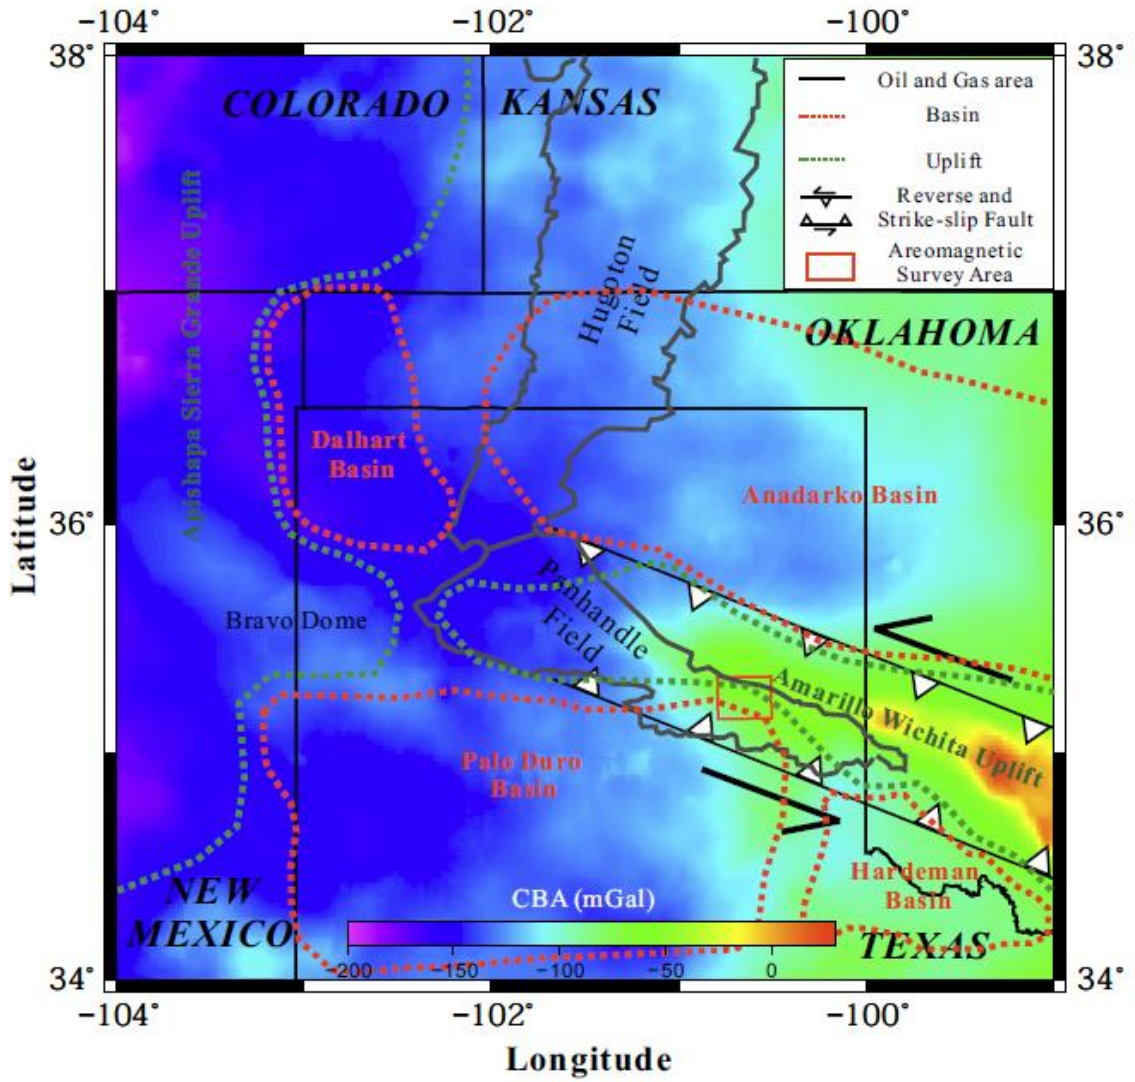 -104° -102° -100°
38° 38°
COLORADO KANSAS
Oil and Gas area
Basin
Uplift
Reverse and
Strike-slip Fault
Areomagnetic
Survey Area
Apishapa Sierra Grande Uplift
Hugoton
Field
OKLAHOMA
Dalhart
Basin
Anadarko Basin
Latitude
36° 36°
Panhandle
Field
Bravo Dome
Amarillo Wichita Uplift
Palo Duro
Basin
Hardeman
Basin
NEW
MEXICO
CBA (mGal)
TEXAS
-200 -150 -100 -50 0
34° 34°
-104° -102° -100°
Longitude